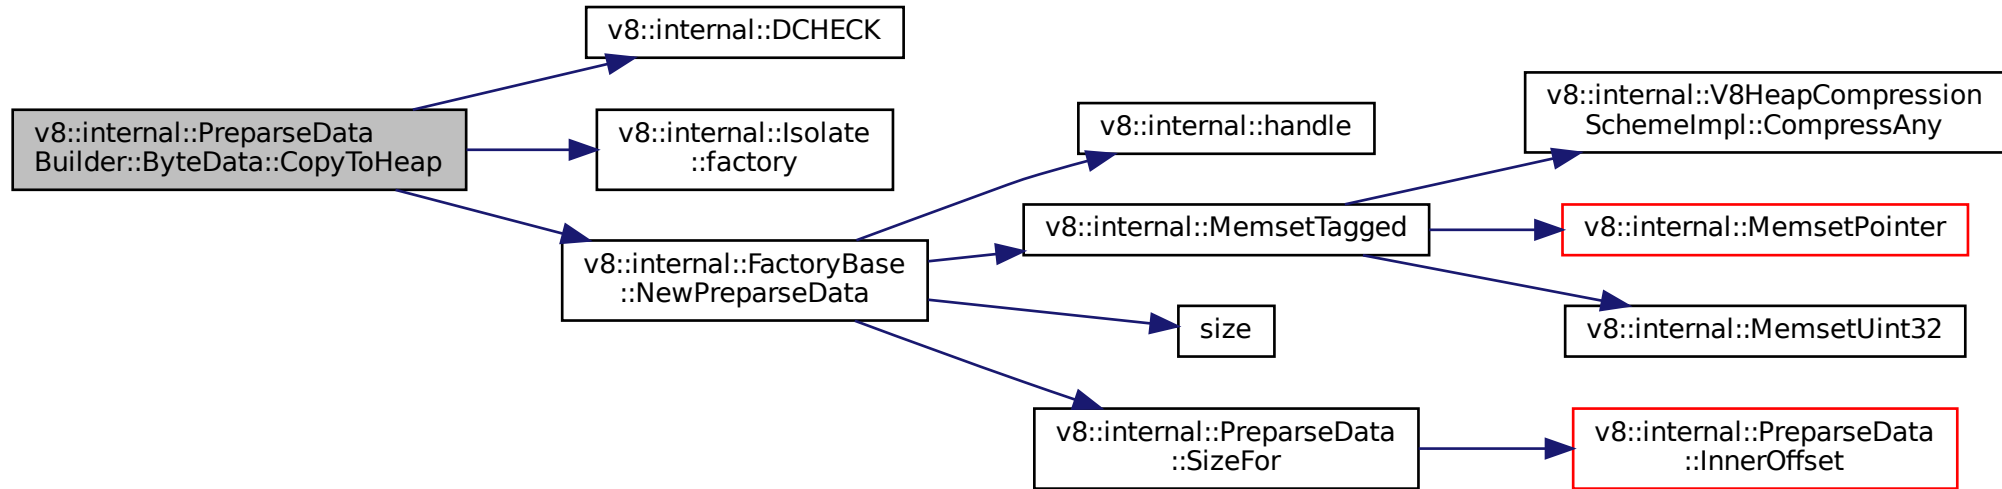 v8::internal::DCHECK
v8::internal::PreparseData
Builder::ByteData::CopyToHeap
v8::internal::Isolate
::factory
v8::internal::FactoryBase
::NewPreparseData
v8::internal::handle
v8::internal::MemsetTagged
size
v8::internal::PreparseData
::SizeFor
v8::internal::V8HeapCompression
SchemeImpl::CompressAny
v8::internal::MemsetPointer
v8::internal::MemsetUint32
v8::internal::PreparseData
::InnerOffset